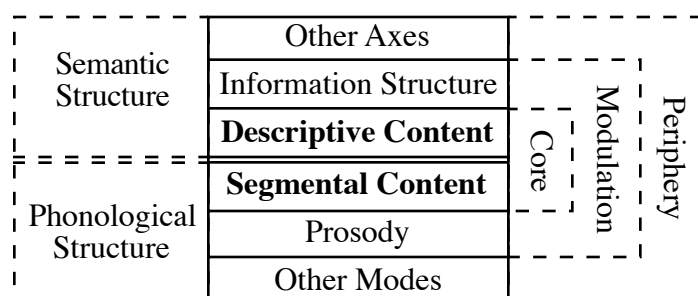 Other Axes
Semantic
Structure
Information Structure
Descriptive Content
Segmental Content
Phonological
Structure
Prosody
Other Modes
Core
Modulation
Periphery